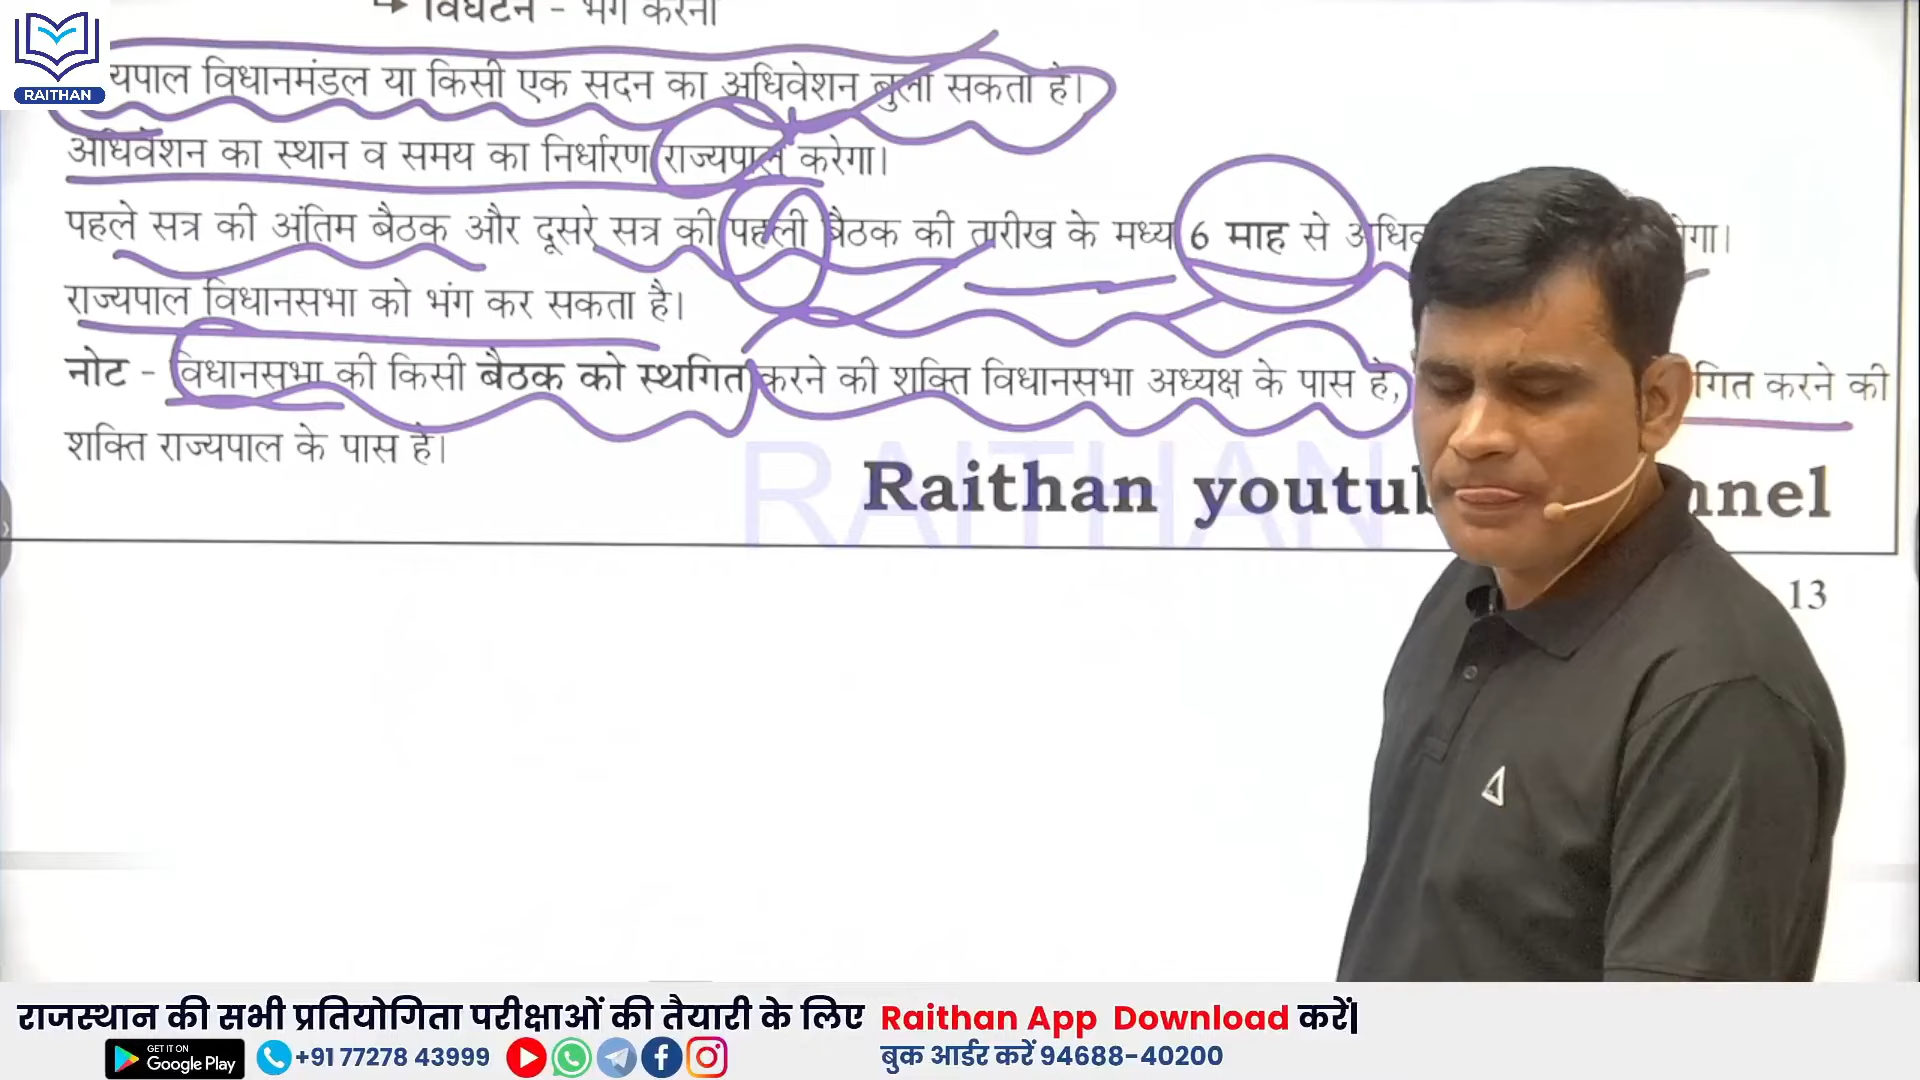 विघटन - भंग करना
RAITHAN
यपाल विधानमंडल या किसी एक सदन का अधिवेशन बुला सकता है।
अधिवेशन का स्थान व समय का निर्धारण राज्यपाल करेगा।
पहले सत्र की अंतिम बैठक और दूसरे सत्र की पहली बैठक की तारीख के मध्य 6 माह से
राज्यपाल विधानसभा को भंग कर सकता है।
नोट - विधानसभा की किसी बैठक को स्थगित करने की शक्ति विधानसभा अध्यक्ष के पास है, गित करने की
शक्ति राज्यपाल के पास है।
RAITHAN
Raithan youtu nnel
13
राजस्थान की सभी प्रतियोगिता परीक्षाओं की तैयारी के लिए Raithan App Download करें|
GET IT ON
Google Play
+91 77278 43999
बुक आर्डर करें 94688-40200